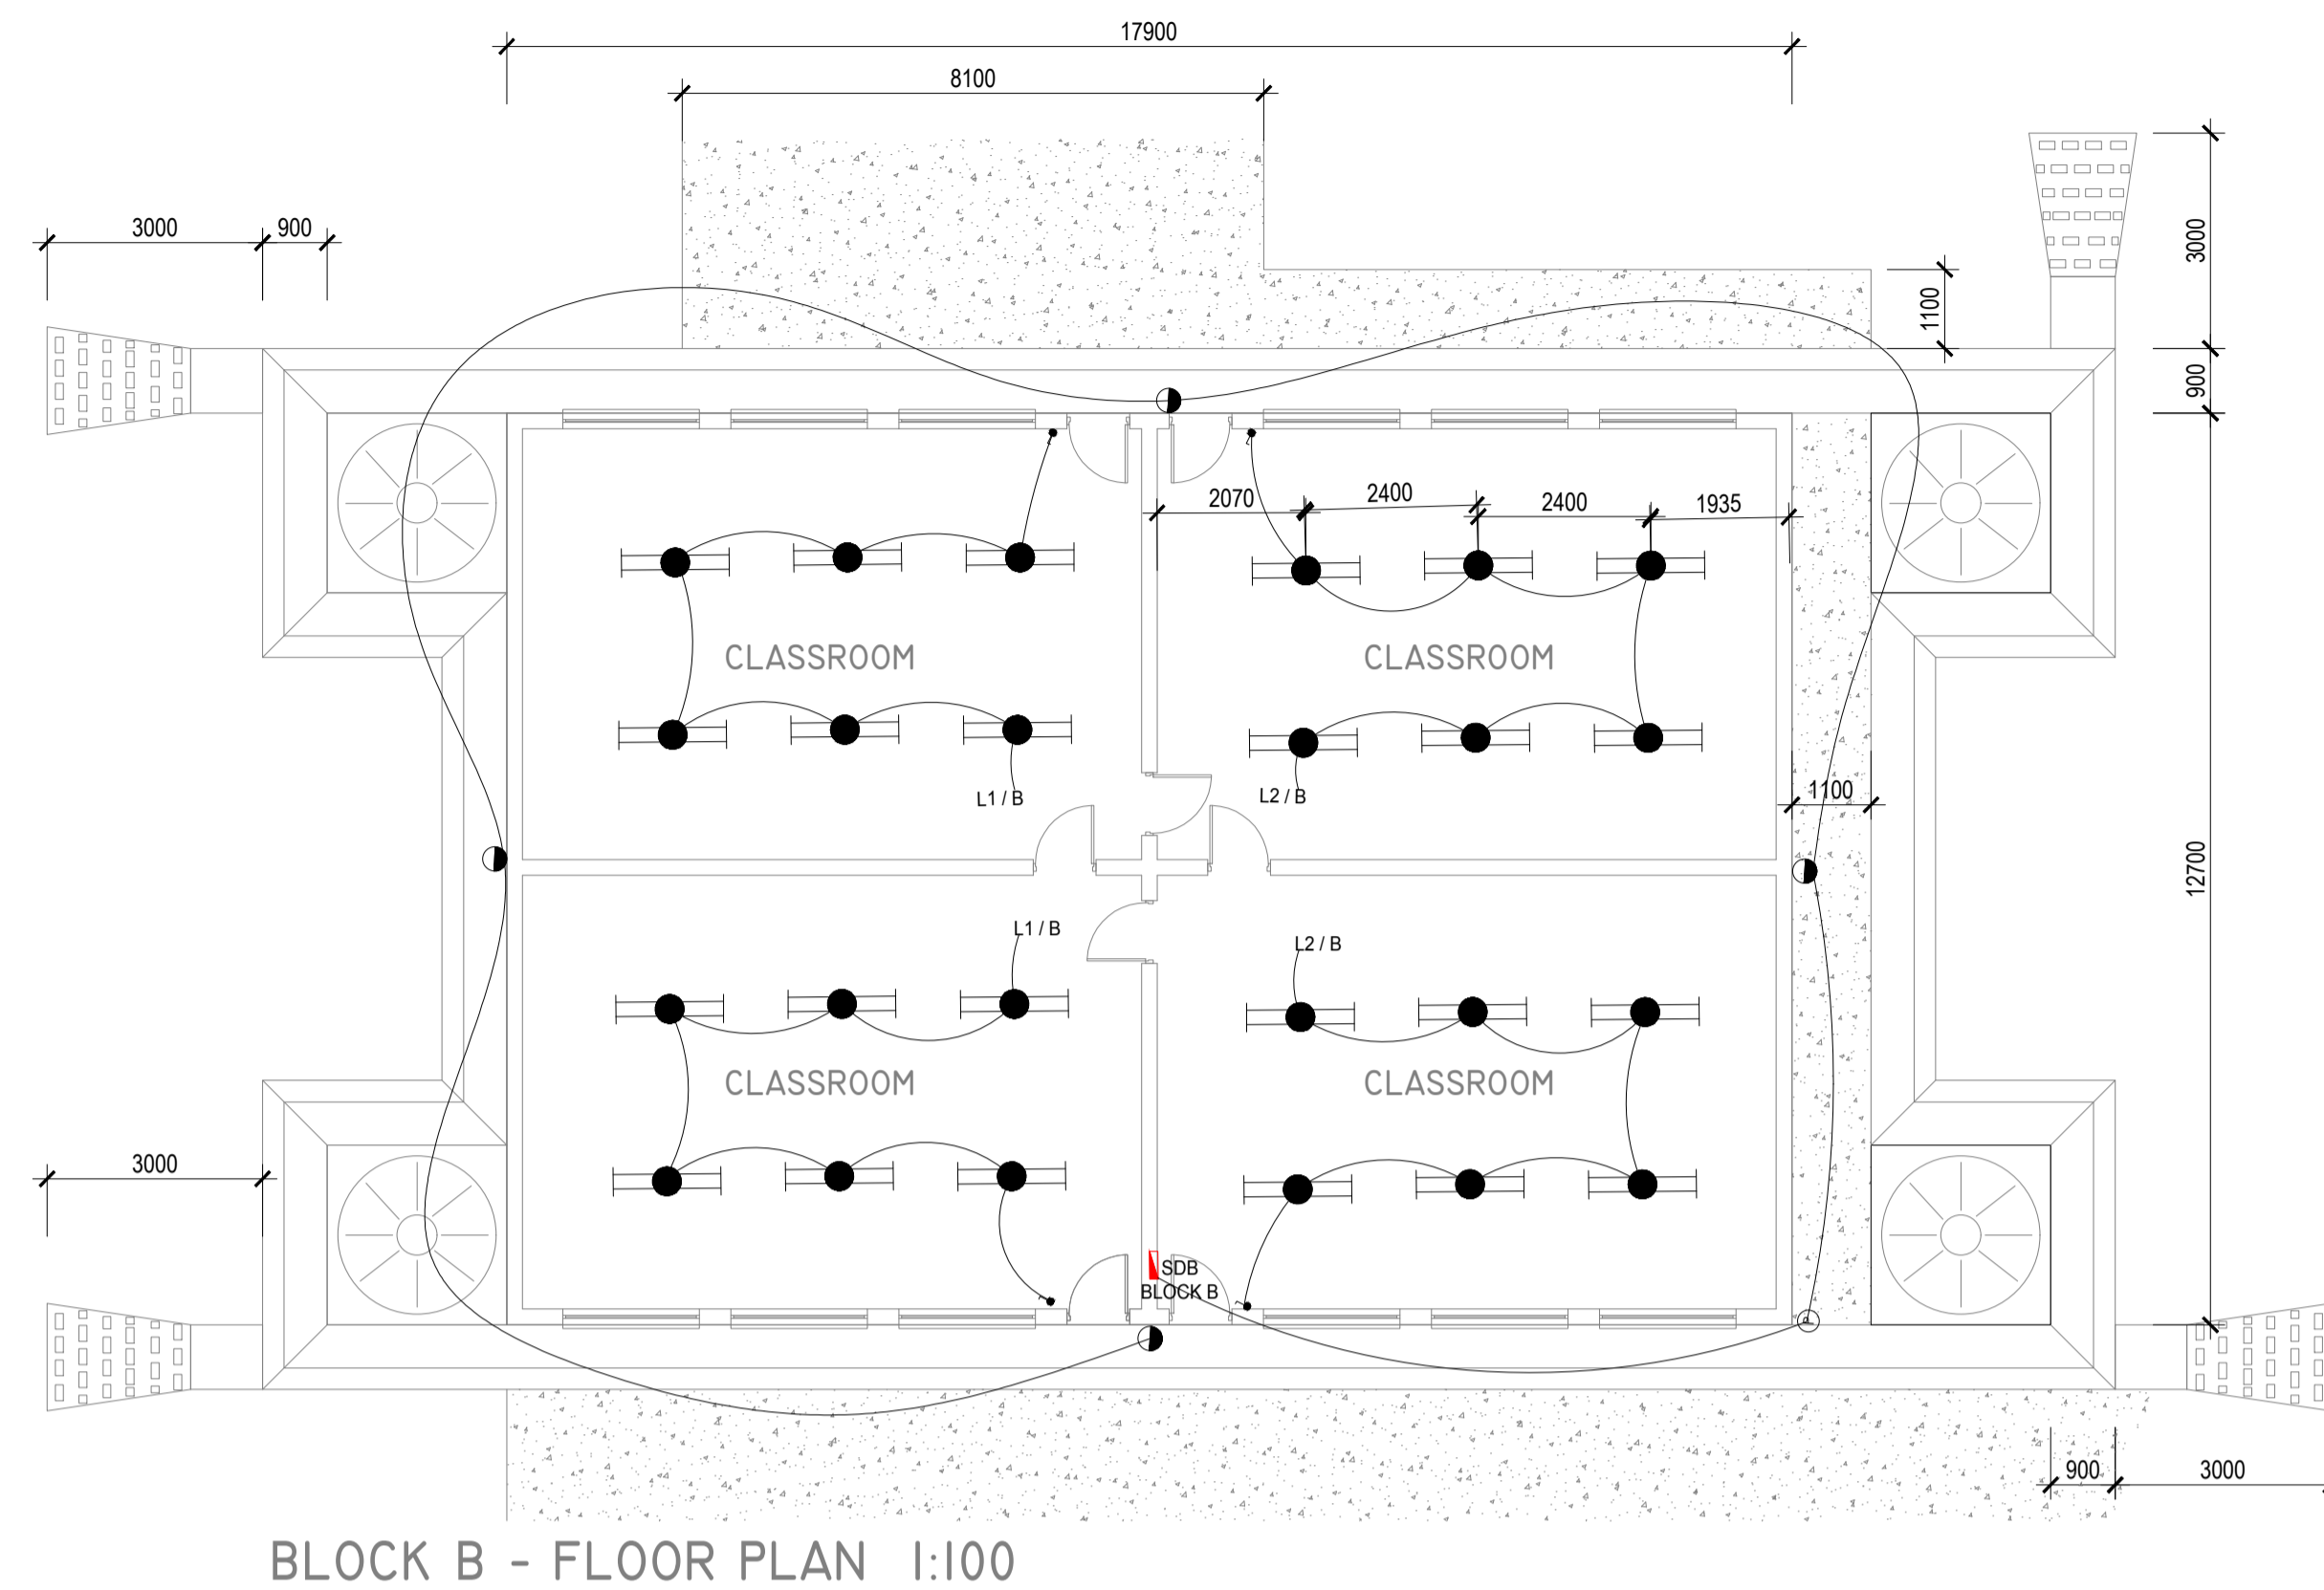 17900
8100
3000 900
3000
1100
900
2070 2400 2400 1935
CLASSROOM CLASSROOM
L1 / B L2 / B
1100
12700
L1 / B L2 / B
CLASSROOM CLASSROOM
3000
SDB
BLOCK B
900 3000
BLOCK B - FLOOR PLAN 1:100